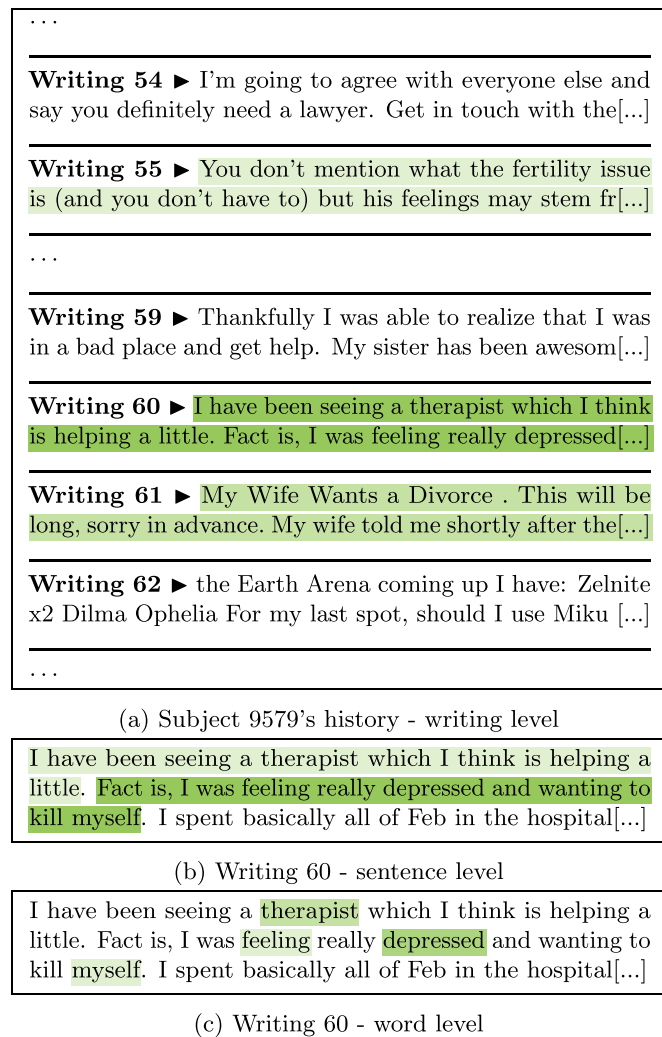 ...
Writing 54 ► I'm going to agree with everyone else and
say you definitely need a lawyer. Get in touch with the[...]
Writing 55 ► You don't mention what the fertility issue
is (and you don't have to) but his feelings may stem fr[...]
...
Writing 59 ► Thankfully I was able to realize that I was
in a bad place and get help. My sister has been awesom[...]
Writing 60 ► I have been seeing a therapist which I think
is helping a little. Fact is, I was feeling really depressed[...]
Writing 61 ► My Wife Wants a Divorce . This will be
long, sorry in advance. My wife told me shortly after the[...]
Writing 62 ► the Earth Arena coming up I have: Zelnite
x2 Dilma Ophelia For my last spot, should I use Miku [...]
...
(a) Subject 9579's history - writing level
I have been seeing a therapist which I think is helping a
little. Fact is, I was feeling really depressed and wanting to
kill myself. I spent basically all of Feb in the hospital[...]
(b) Writing 60 - sentence level
I have been seeing a therapist which I think is helping a
little. Fact is, I was feeling really depressed and wanting to
kill myself. I spent basically all of Feb in the hospital[...]
(c) Writing 60 - word level